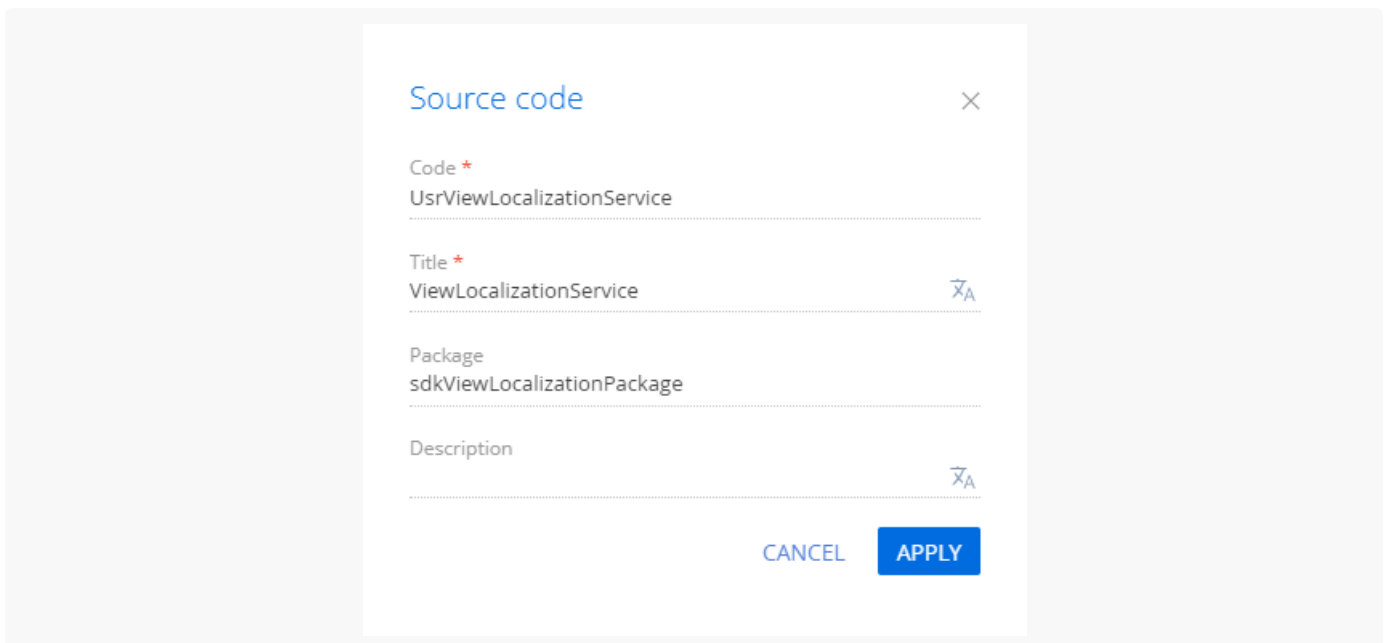 Source code
Code *
UsrViewLocalizationService
Title *
ViewLocalizationService
Package
sdkViewLocalizationPackage
Description
CANCEL APPLY